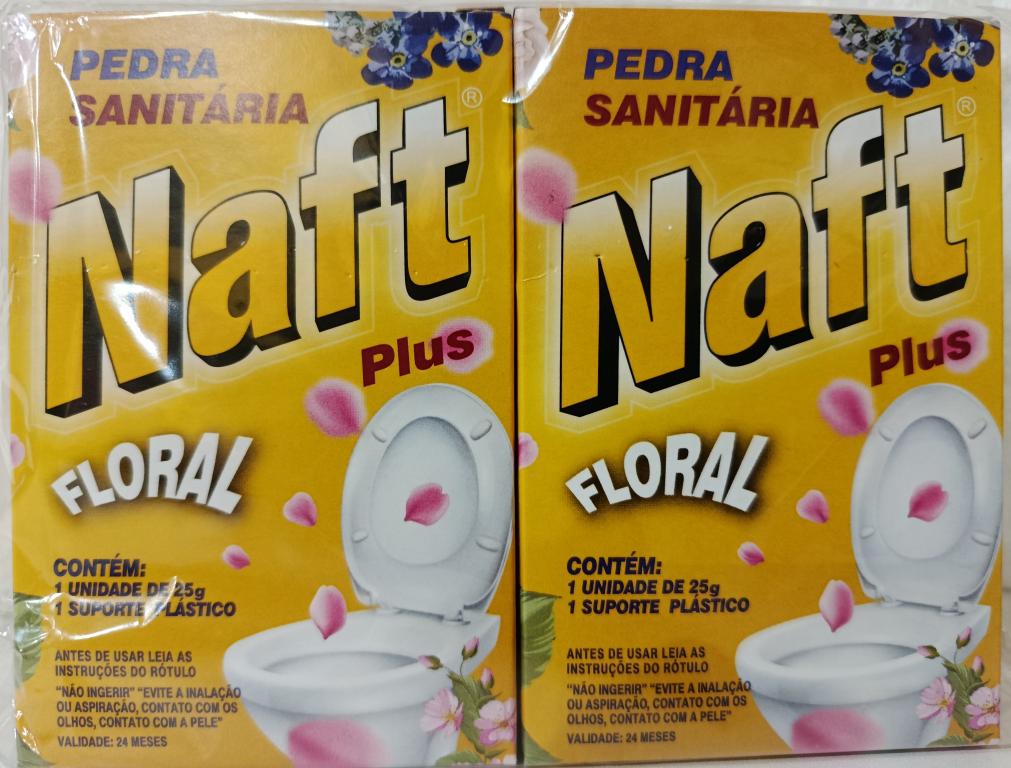 PEDRA
SANITÁRIA
Naft®
Plus
FLORAL
CONTÉM:
1 UNIDADE DE 25g
1 SUPORTE PLÁSTICO
ANTES DE USAR LEIA AS
INSTRUÇÕES DO RÓTULO
"NÃO INGERIR" "EVITE A INALAÇÃO
OU ASPIRAÇÃO, CONTATO COM OS
OLHOS, CONTATO COM A PELE"
VALIDADE: 24 MESES
PEDRA
SANITÁRIA
Naft®
Plus
FLORAL
CONTÉM:
1 UNIDADE DE 25g
1 SUPORTE PLÁSTICO
ANTES DE USAR LEIA AS
INSTRUÇÕES DO RÓTULO
"NÃO INGERIR" "EVITE A INALAÇÃO
OU ASPIRAÇÃO, CONTATO COM OS
OLHOS, CONTATO COM A PELE"
VALIDADE: 24 MESES